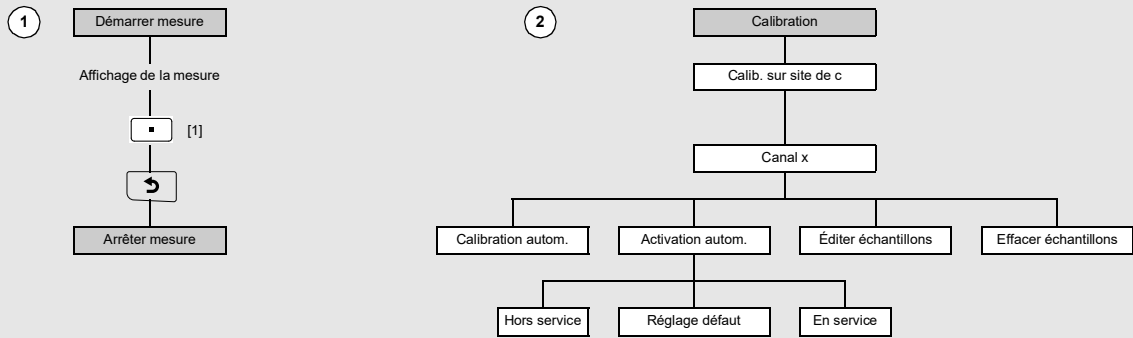 1
Démarrer mesure
Affichage de la mesure
[1]
Arrêter mesure
2
Calibration
Calib. sur site de c
Canal x
Calibration autom.
Activation autom.
Éditer échantillons
Effacer échantillons
Hors service
Réglage défaut
En service